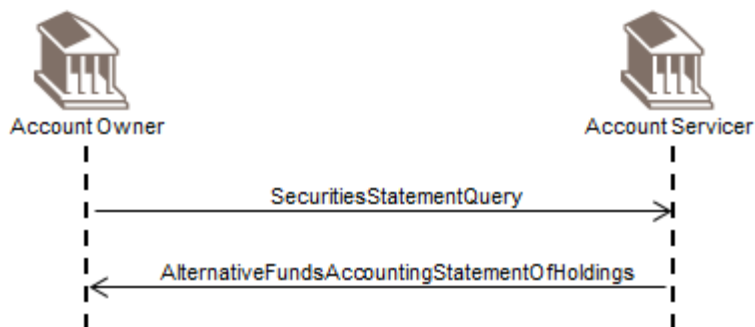 Account Owner
Account Servicer
SecuritiesStatementQuery
AlternativeFundsAccountingStatementOfHoldings